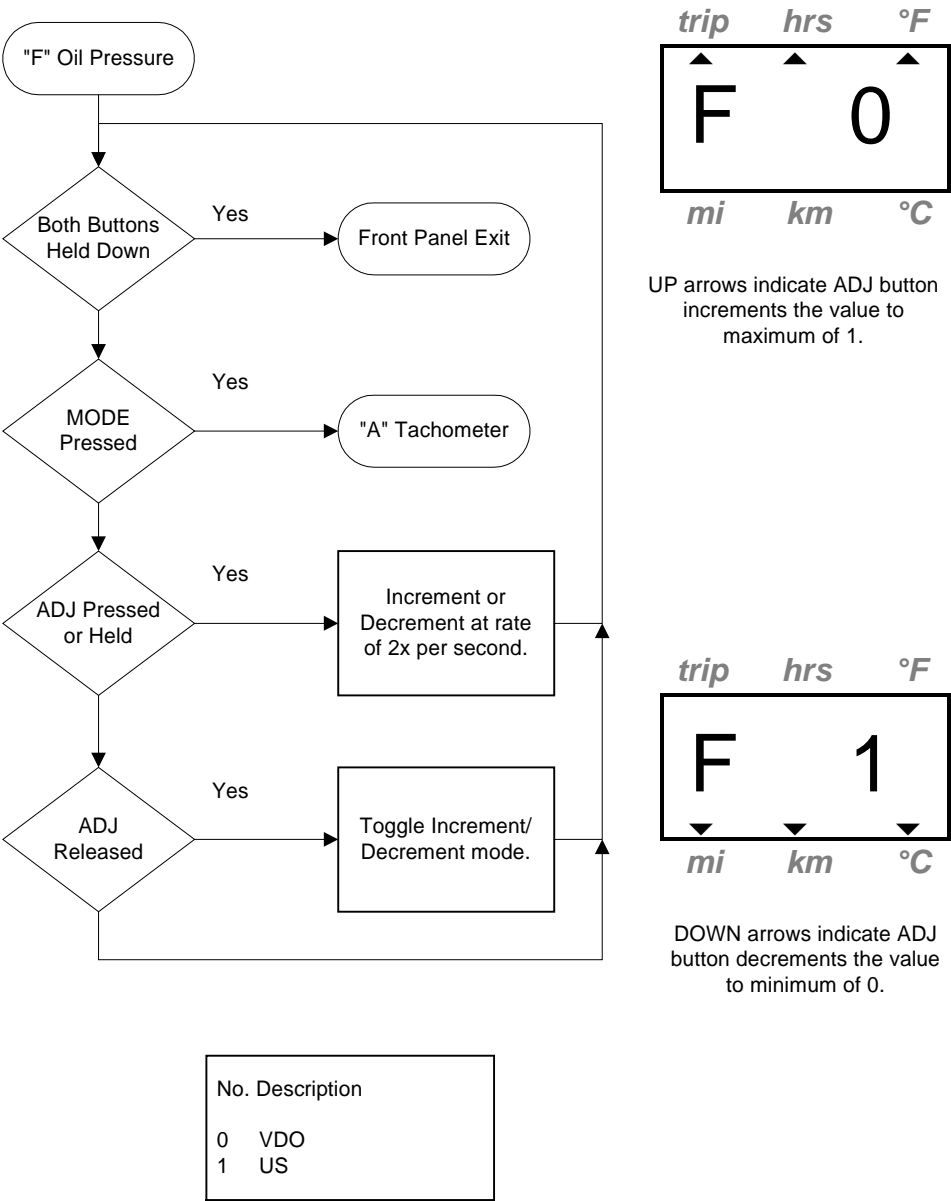 "F" Oil Pressure
Both Buttons
Held Down
Yes
Front Panel Exit
MODE
Pressed
Yes
"A" Tachometer
ADJ Pressed
or Held
Yes
Increment or
Decrement at rate
of 2x per second.
ADJ
Released
Yes
Toggle Increment/
Decrement mode.
trip hrs °F
F 0
mi km °C
UP arrows indicate ADJ button
increments the value to
maximum of 1.
trip hrs °F
F 1
mi km °C
DOWN arrows indicate ADJ
button decrements the value
to minimum of 0.
No. Description
0 VDO
1 US